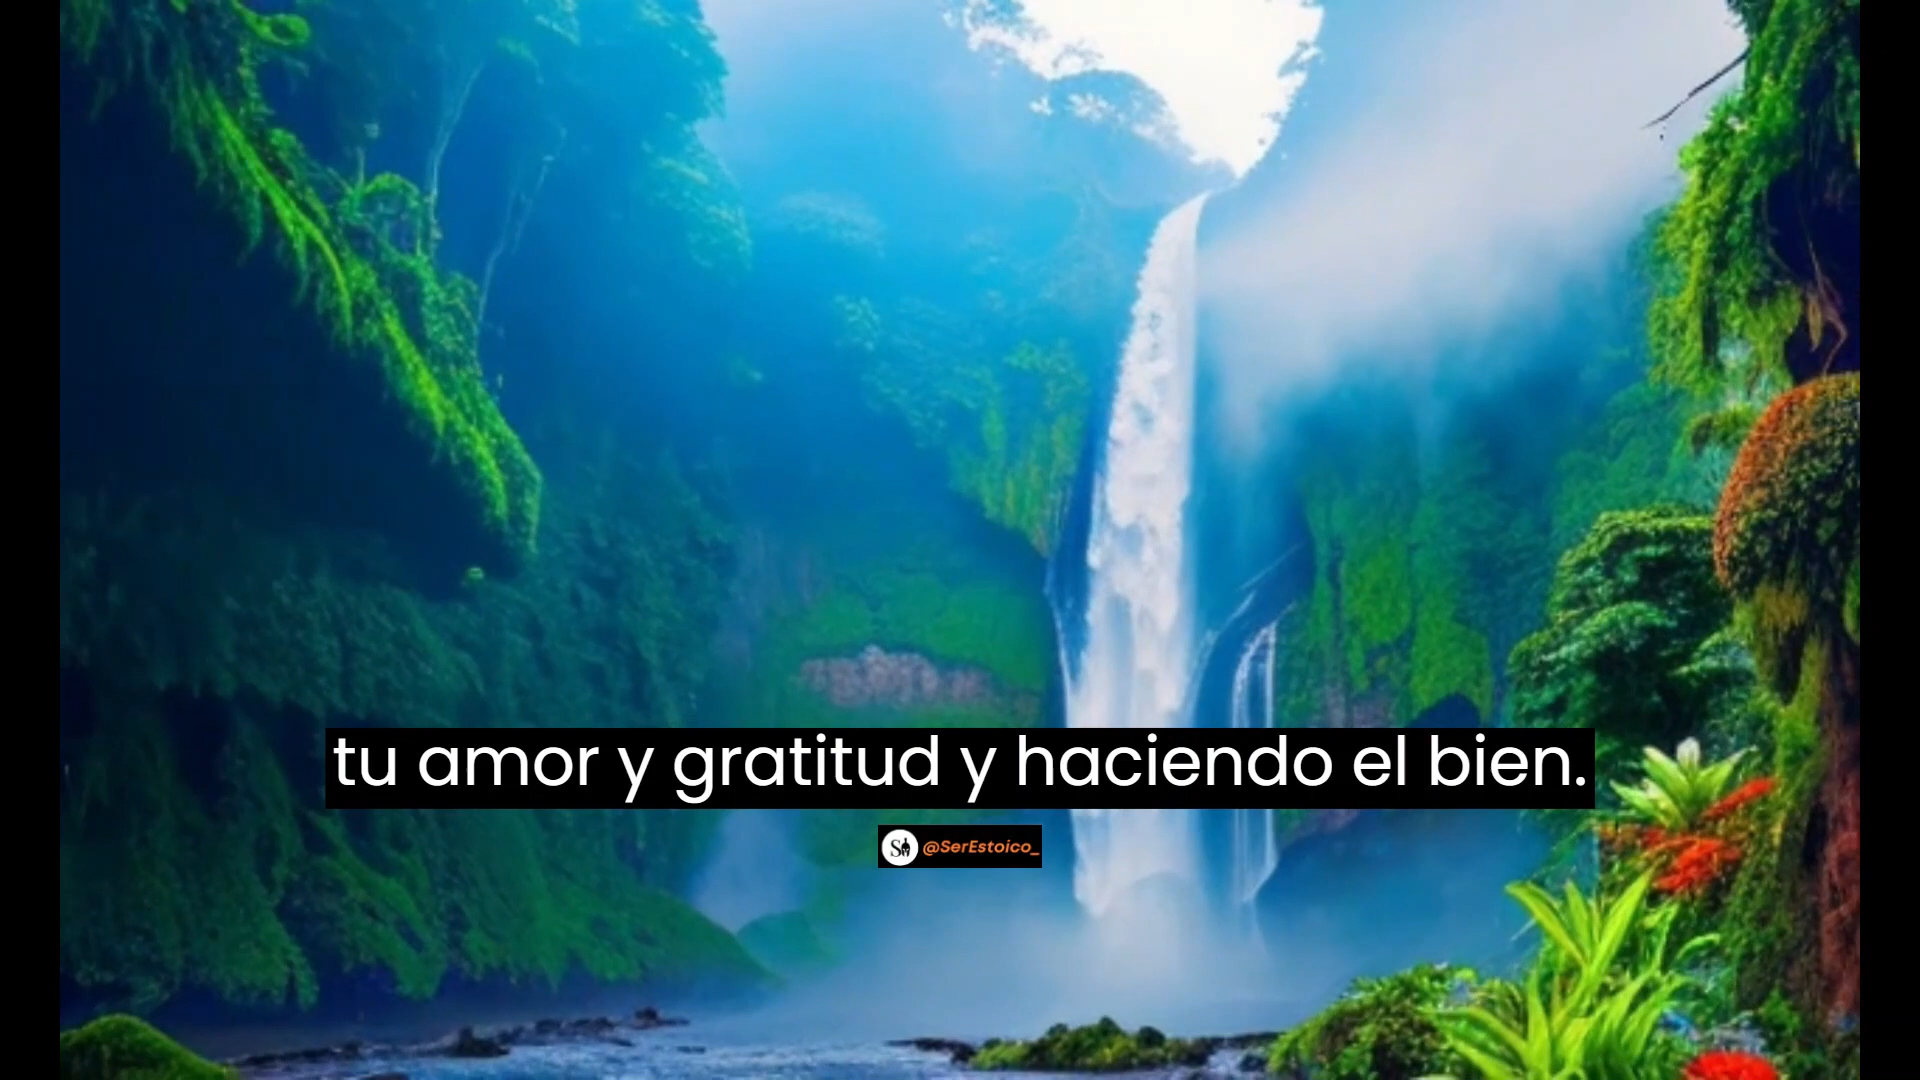 tu amor y gratitud y haciendo el bien.
S @SerEstoico_